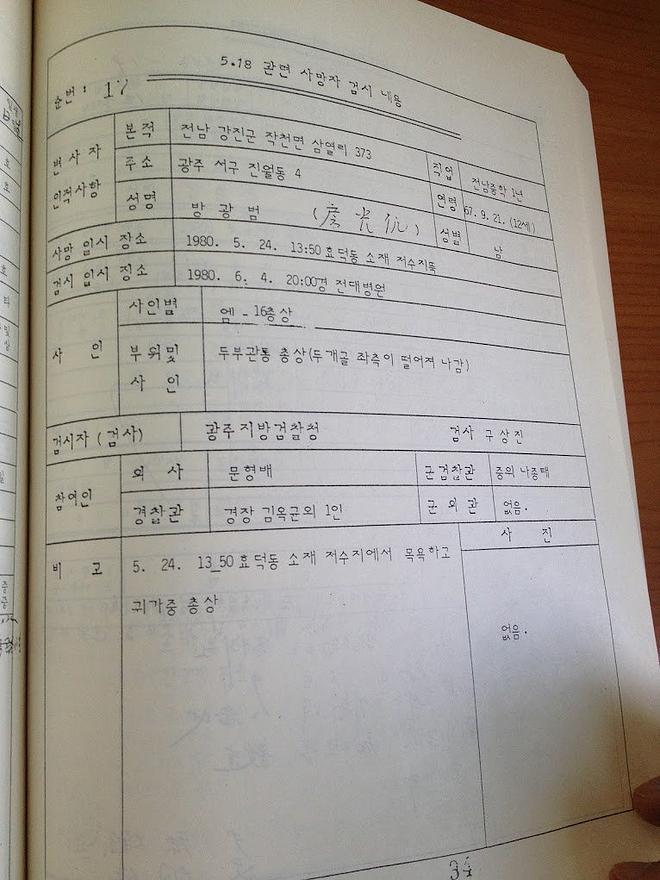 5.18 관련 사망자 검시 내용
순번 : 17
변사자 인적사항
본적 전남 강진군 작천면 삼열리 373
직업 전남중학 1년
주소 광주 서구 진월동 4
연령 67. 9. 21. (12세)
성명 방 광 범
성별 남
사망 일시 장소 1980. 5. 24. 13:50 효덕동 소재 저수지뚝
검시 일시 장소 1980. 6. 4. 20:00경 전대병원
사 인
사인별 엠 - 16총상
부위및 사 인 두부관통 총상(두개골 좌측이 떨어져 나감)
검시자 (검사) 광주지방검찰청 검사 구상진
참여인
의 사 문형배
군검찰관 중위 나종태
경찰관 경장 김옥균외 1인
군 의 관 없음.
비 고
5. 24. 13_50 효덕동 소재 저수지에서 목욕하고
귀가중 총상
사 진
없음.
34